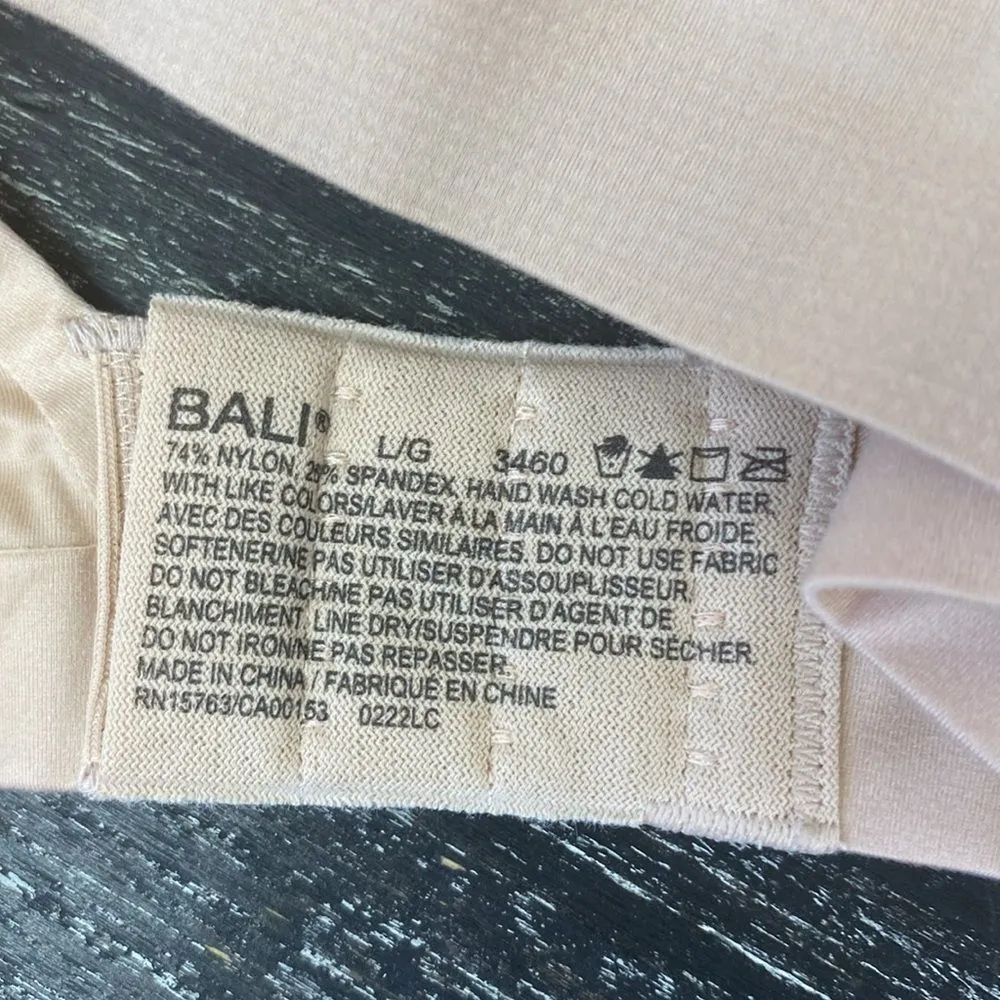 BALI® L/G 3460
74% NYLON, 26% SPANDEX, HAND WASH COLD WATER,
WITH LIKE COLORS/LAVER À LA MAIN À L'EAU FROIDE
AVEC DES COULEURS SIMILAIRES. DO NOT USE FABRIC
SOFTENER/NE PAS UTILISER D'ASSOUPLISSEUR.
DO NOT BLEACH/NE PAS UTILISER D'AGENT DE
BLANCHIMENT. LINE DRY/SUSPENDRE POUR SÉCHER.
DO NOT IRON/NE PAS REPASSER.
MADE IN CHINA / FABRIQUÉ EN CHINE
RN15763/CA00153 0222LC